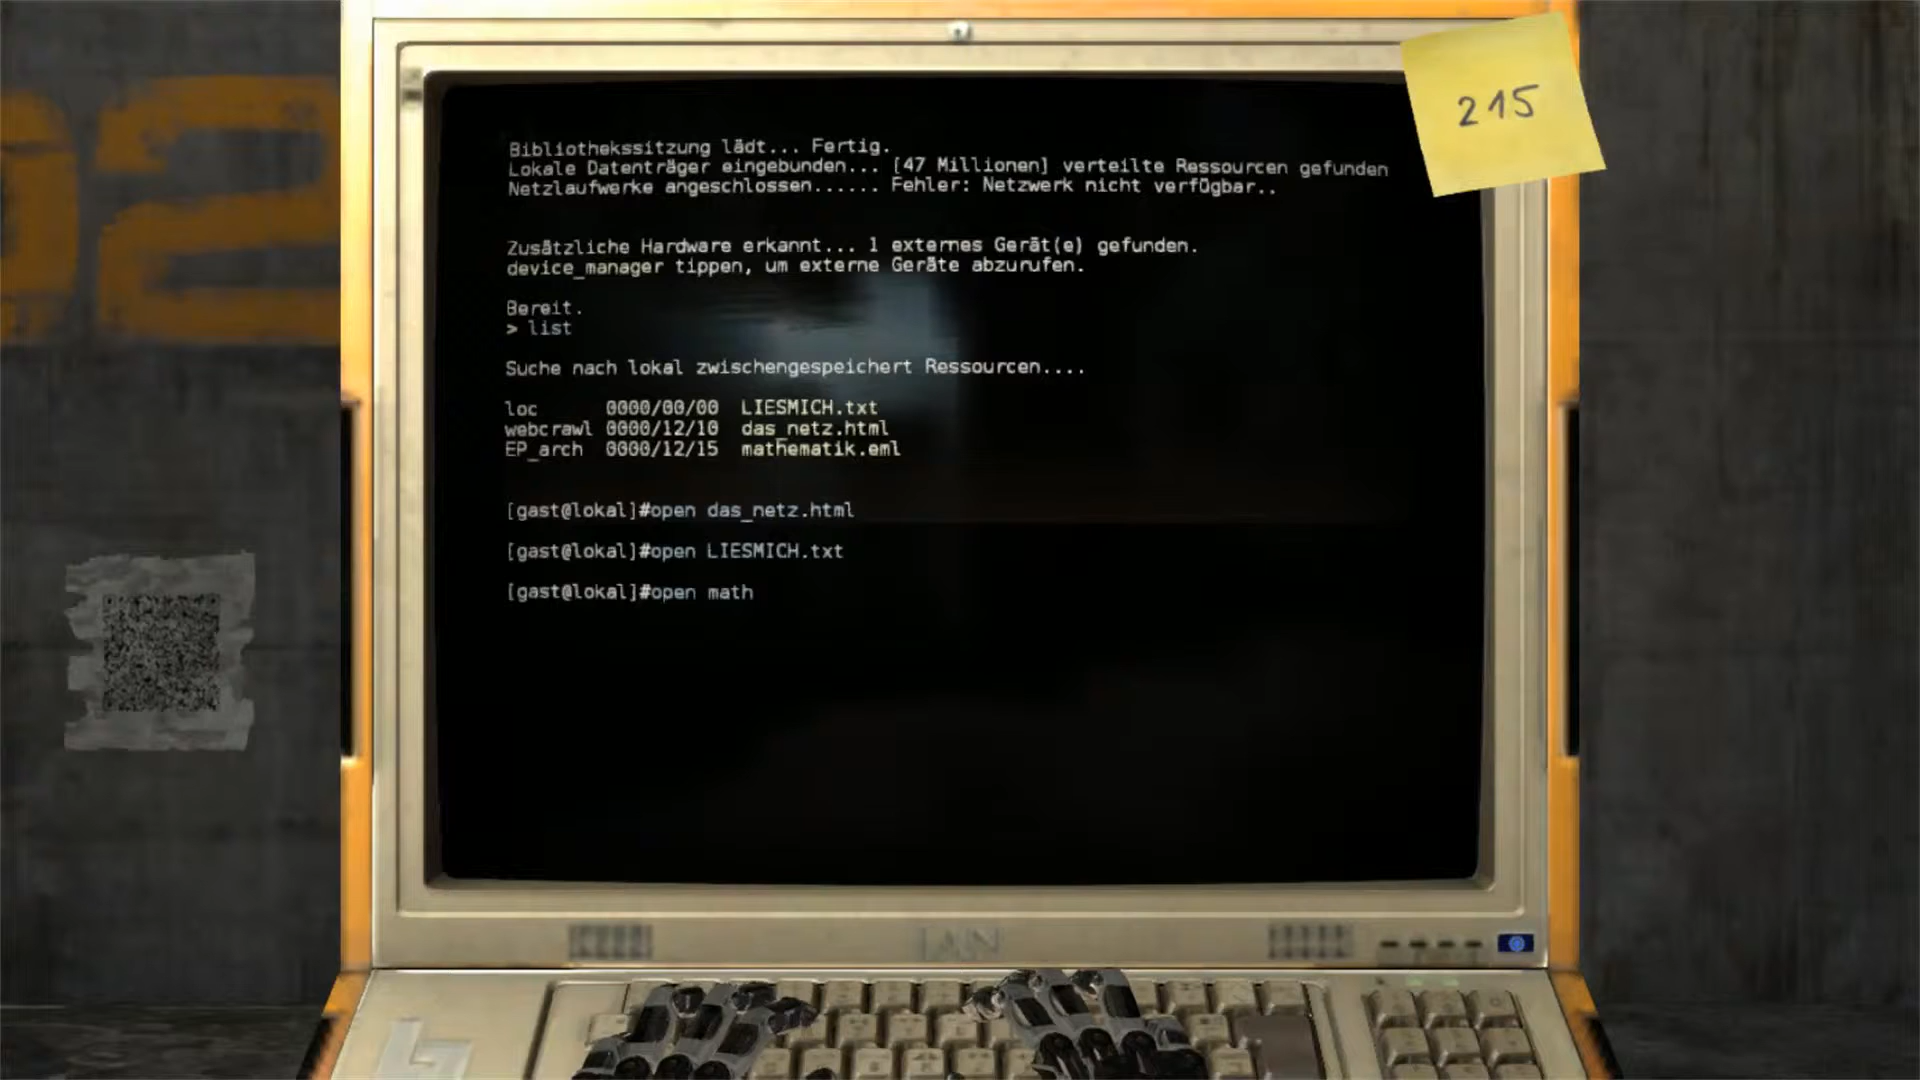 02
215
Bibliothekssitzung lädt... Fertig.
Lokale Datenträger eingebunden... [47 Millionen] verteilte Ressourcen gefunden
Netzlaufwerke angeschlossen...... Fehler: Netzwerk nicht verfügbar..
Zusätzliche Hardware erkannt... 1 externes Gerät(e) gefunden.
device_manager tippen, um externe Geräte abzurufen.
Bereit.
> list
Suche nach lokal zwischengespeichert Ressourcen....
loc 0000/00/00 LIESMICH.txt
webcrawl 0000/12/10 das_netz.html
EP_arch 0000/12/15 mathematik.eml
[gast@lokal]#open das_netz.html
[gast@lokal]#open LIESMICH.txt
[gast@lokal]#open math
IAN